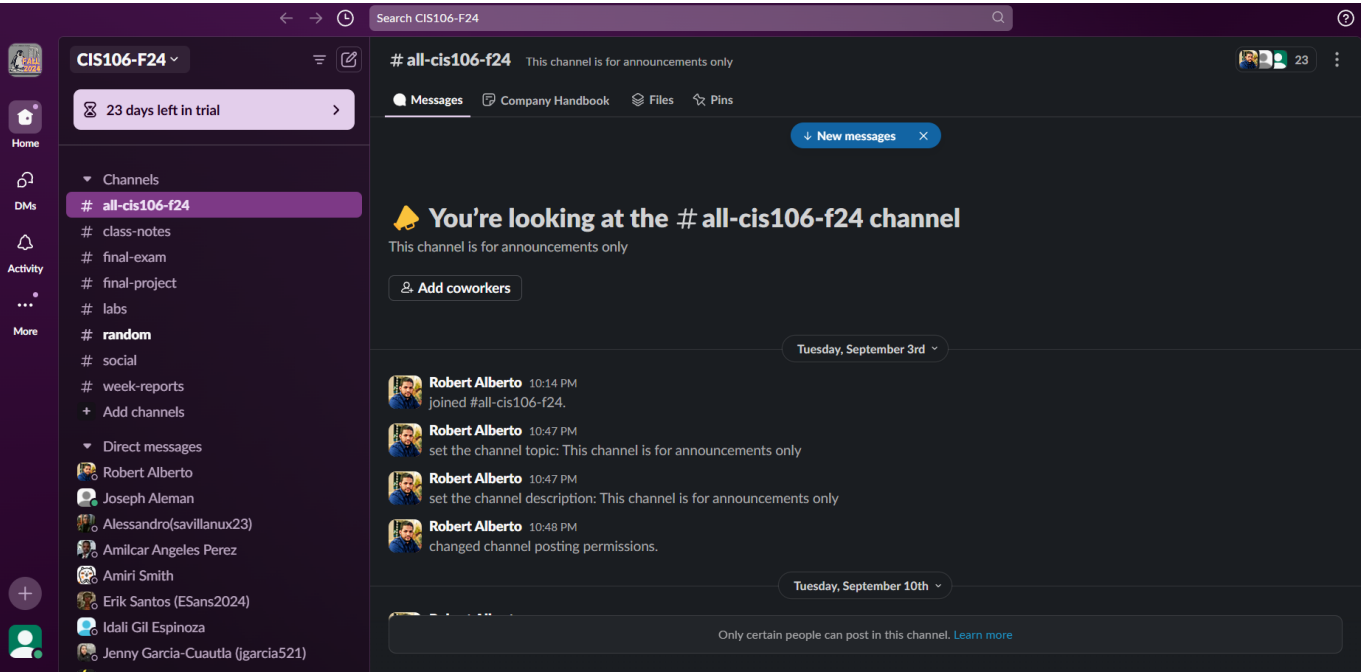 Search CIS106-F24
FALL
2024
Home
DMs
Activity
More
CIS106-F24
23 days left in trial
Channels
# all-cis106-f24
# class-notes
# final-exam
# final-project
# labs
# random
# social
# week-reports
+ Add channels
Direct messages
Robert Alberto
Joseph Aleman
Alessandro(savillanux23)
Amilcar Angeles Perez
Amiri Smith
Erik Santos (ESans2024)
Idali Gil Espinoza
Jenny Garcia-Cuautla (jgarcia521)
# all-cis106-f24 This channel is for announcements only
23
Messages Company Handbook Files Pins
New messages
You’re looking at the # all-cis106-f24 channel
This channel is for announcements only
Add coworkers
Tuesday, September 3rd
Robert Alberto 10:14 PM
joined #all-cis106-f24.
Robert Alberto 10:47 PM
set the channel topic: This channel is for announcements only
Robert Alberto 10:47 PM
set the channel description: This channel is for announcements only
Robert Alberto 10:48 PM
changed channel posting permissions.
Tuesday, September 10th
Only certain people can post in this channel. Learn more